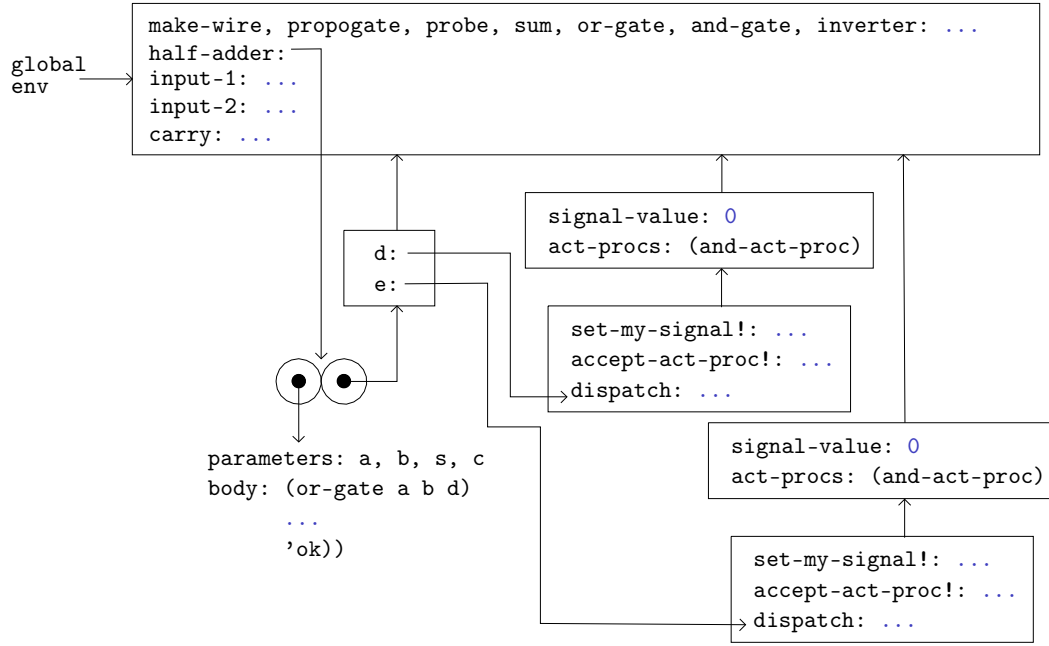 make-wire, propogate, probe, sum, or-gate, and-gate, inverter: ...
half-adder:
global
env
input-1: ...
input-2: ...
carry: ...
signal-value: 0
act-procs: (and-act-proc)
d:
e:
set-my-signal!: ...
accept-act-proc!: ...
dispatch: ...
parameters: a, b, s, c
body: (or-gate a b d)
...
’ok))
signal-value: 0
act-procs: (and-act-proc)
set-my-signal!: ...
accept-act-proc!: ...
dispatch: ...